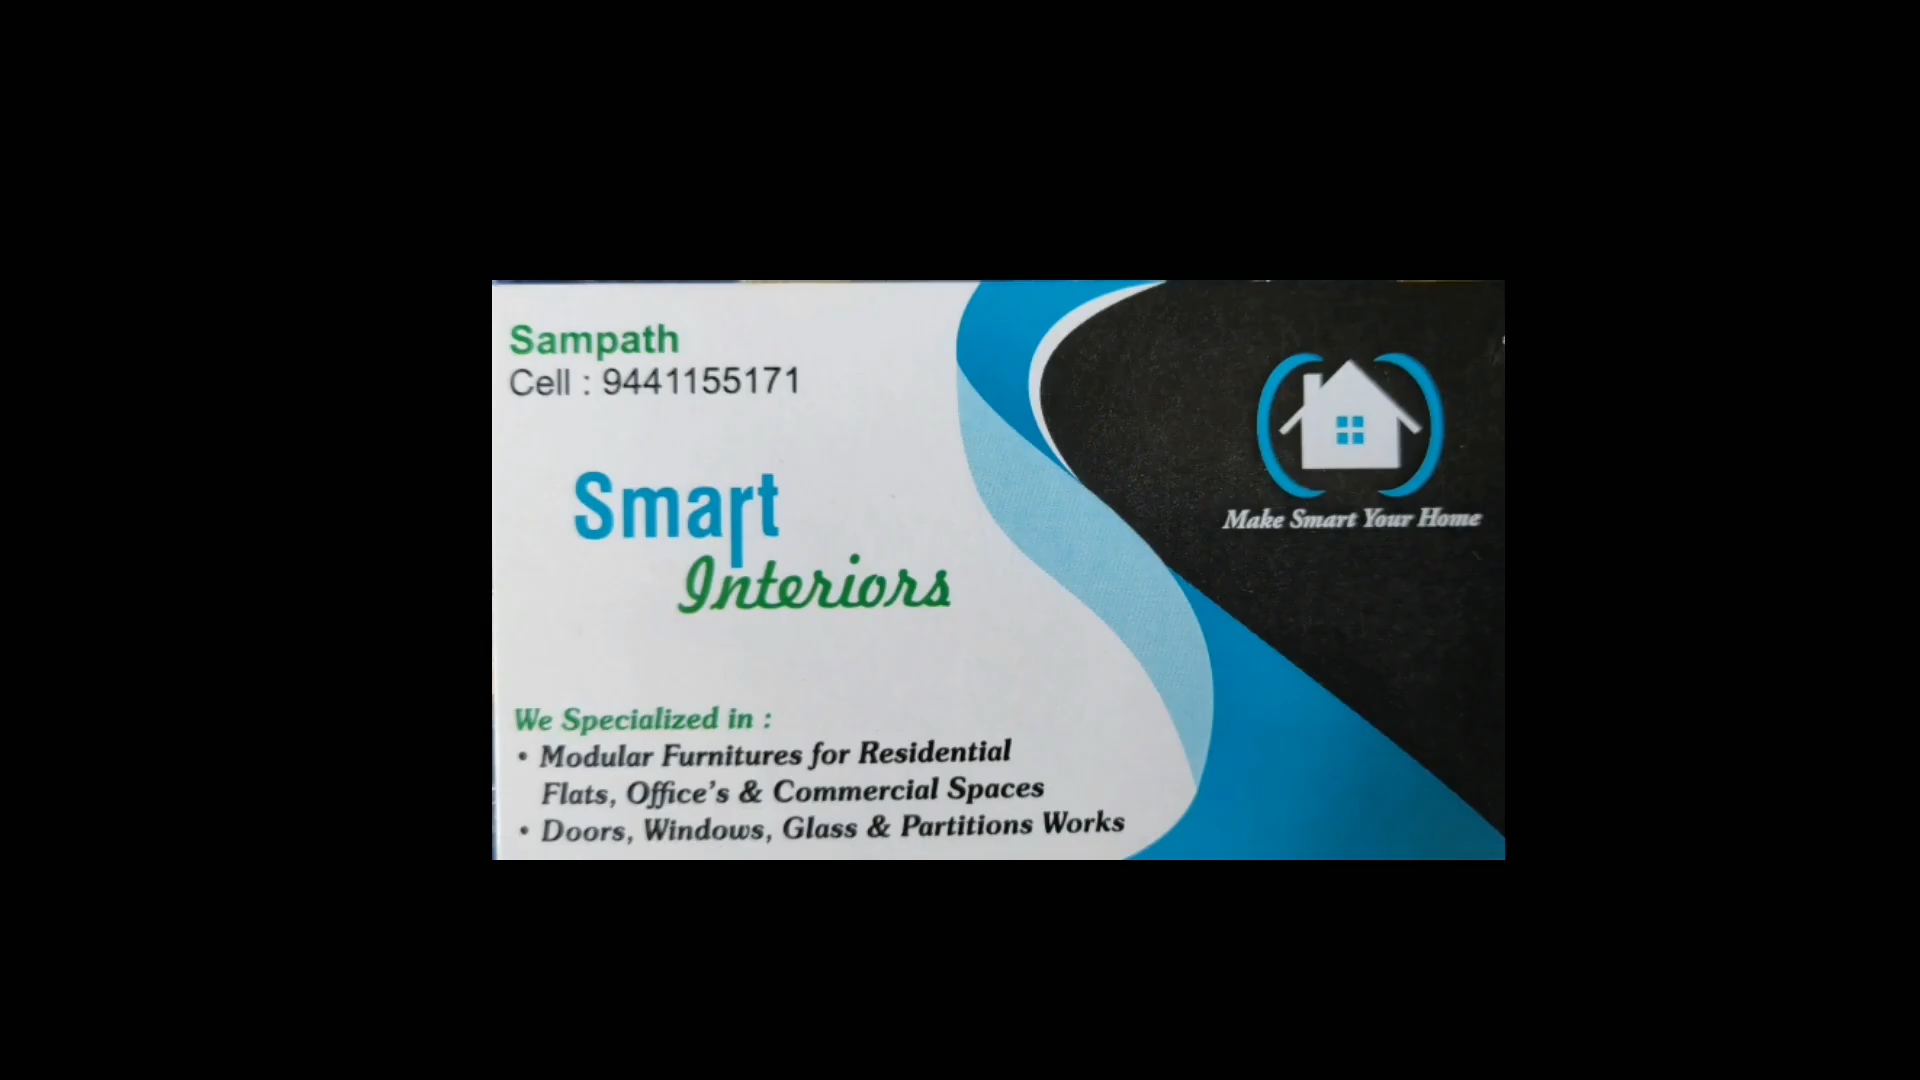 Sampath
Cell : 9441155171
Smart
Interiors
Make Smart Your Home
We Specialized in :
• Modular Furnitures for Residential
Flats, Office's & Commercial Spaces
• Doors, Windows, Glass & Partitions Works